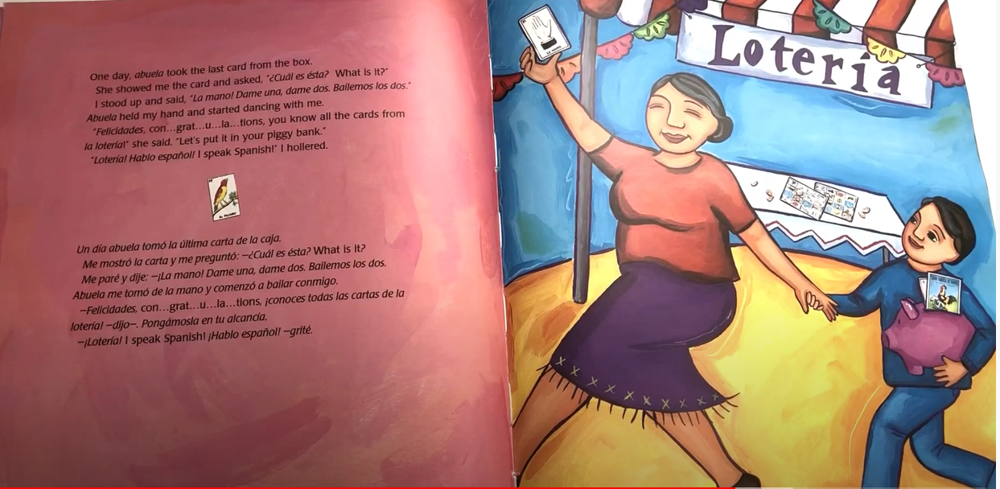 One day, abuela took the last card from the box.
She showed me the card and asked, "¿Cuál es ésta? What is it?"
I stood up and said, "La mano! Dame una, dame dos. Bailemos los dos."
Abuela held my hand and started dancing with me.
"Felicidades, con…grat…u…la…tions, you know all the cards from
la lotería!" she said. "Let's put it in your piggy bank."
"Lotería! Hablo español! I speak Spanish!" I hollered.
EL PAJARO
Un día abuela tomó la última carta de la caja.
Me mostró la carta y me preguntó: —¿Cuál es ésta? What is it?
Me paré y dije: —¡La mano! Dame una, dame dos. Bailemos los dos.
Abuela me tomó de la mano y comenzó a bailar conmigo.
—Felicidades, con…grat…u…la…tions, ¡conoces todas las cartas de la
lotería! —dijo—. Pongámosla en tu alcancía.
—¡Lotería! I speak Spanish! ¡Hablo español! —grité.
LA MANO
Lotería